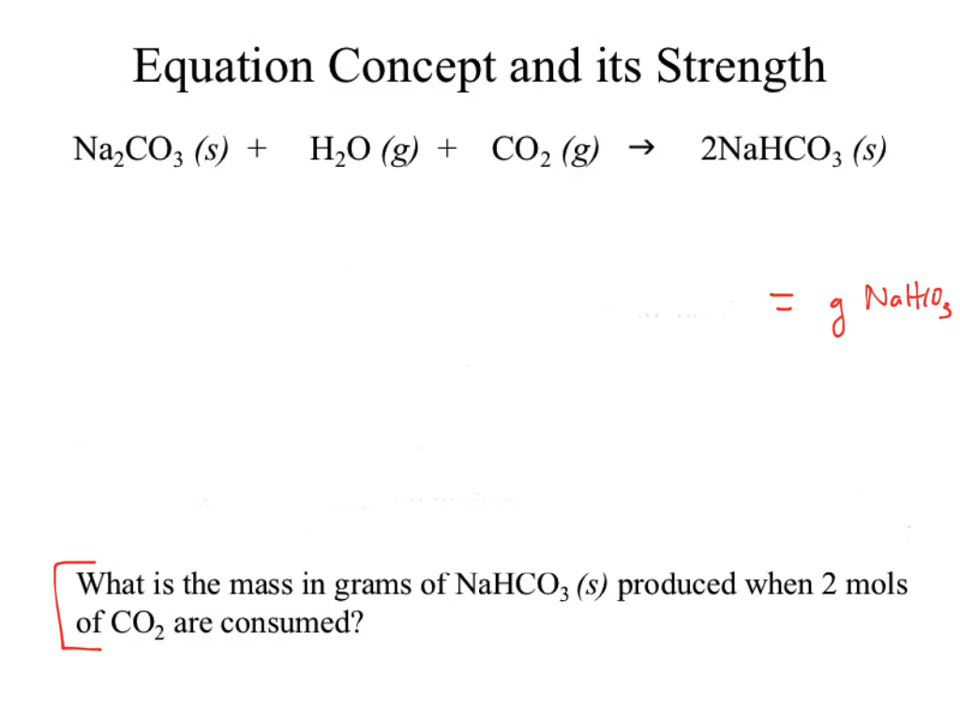 Equation Concept and its Strength
Na₂CO₃ (s) + H₂O (g) + CO₂ (g) → 2NaHCO₃ (s)
= g NaHCO₃
What is the mass in grams of NaHCO₃ (s) produced when 2 mols
of CO₂ are consumed?